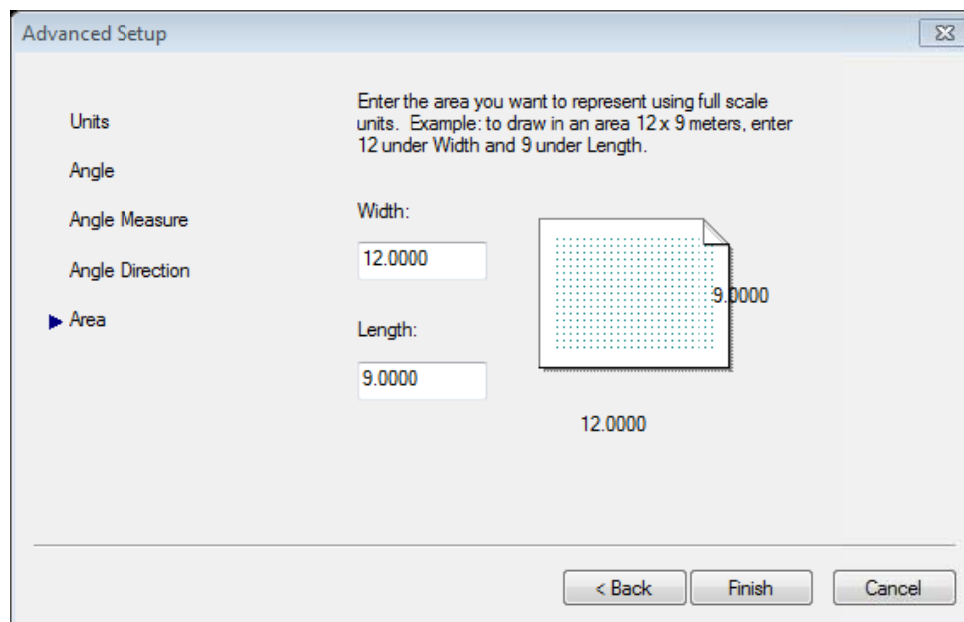 Advanced Setup
Units
Angle
Angle Measure
Angle Direction
Area
Enter the area you want to represent using full scale
units. Example: to draw in an area 12 x 9 meters, enter
12 under Width and 9 under Length.
Width:
12.0000
Length:
9.0000
9.0000
12.0000
< Back
Finish
Cancel